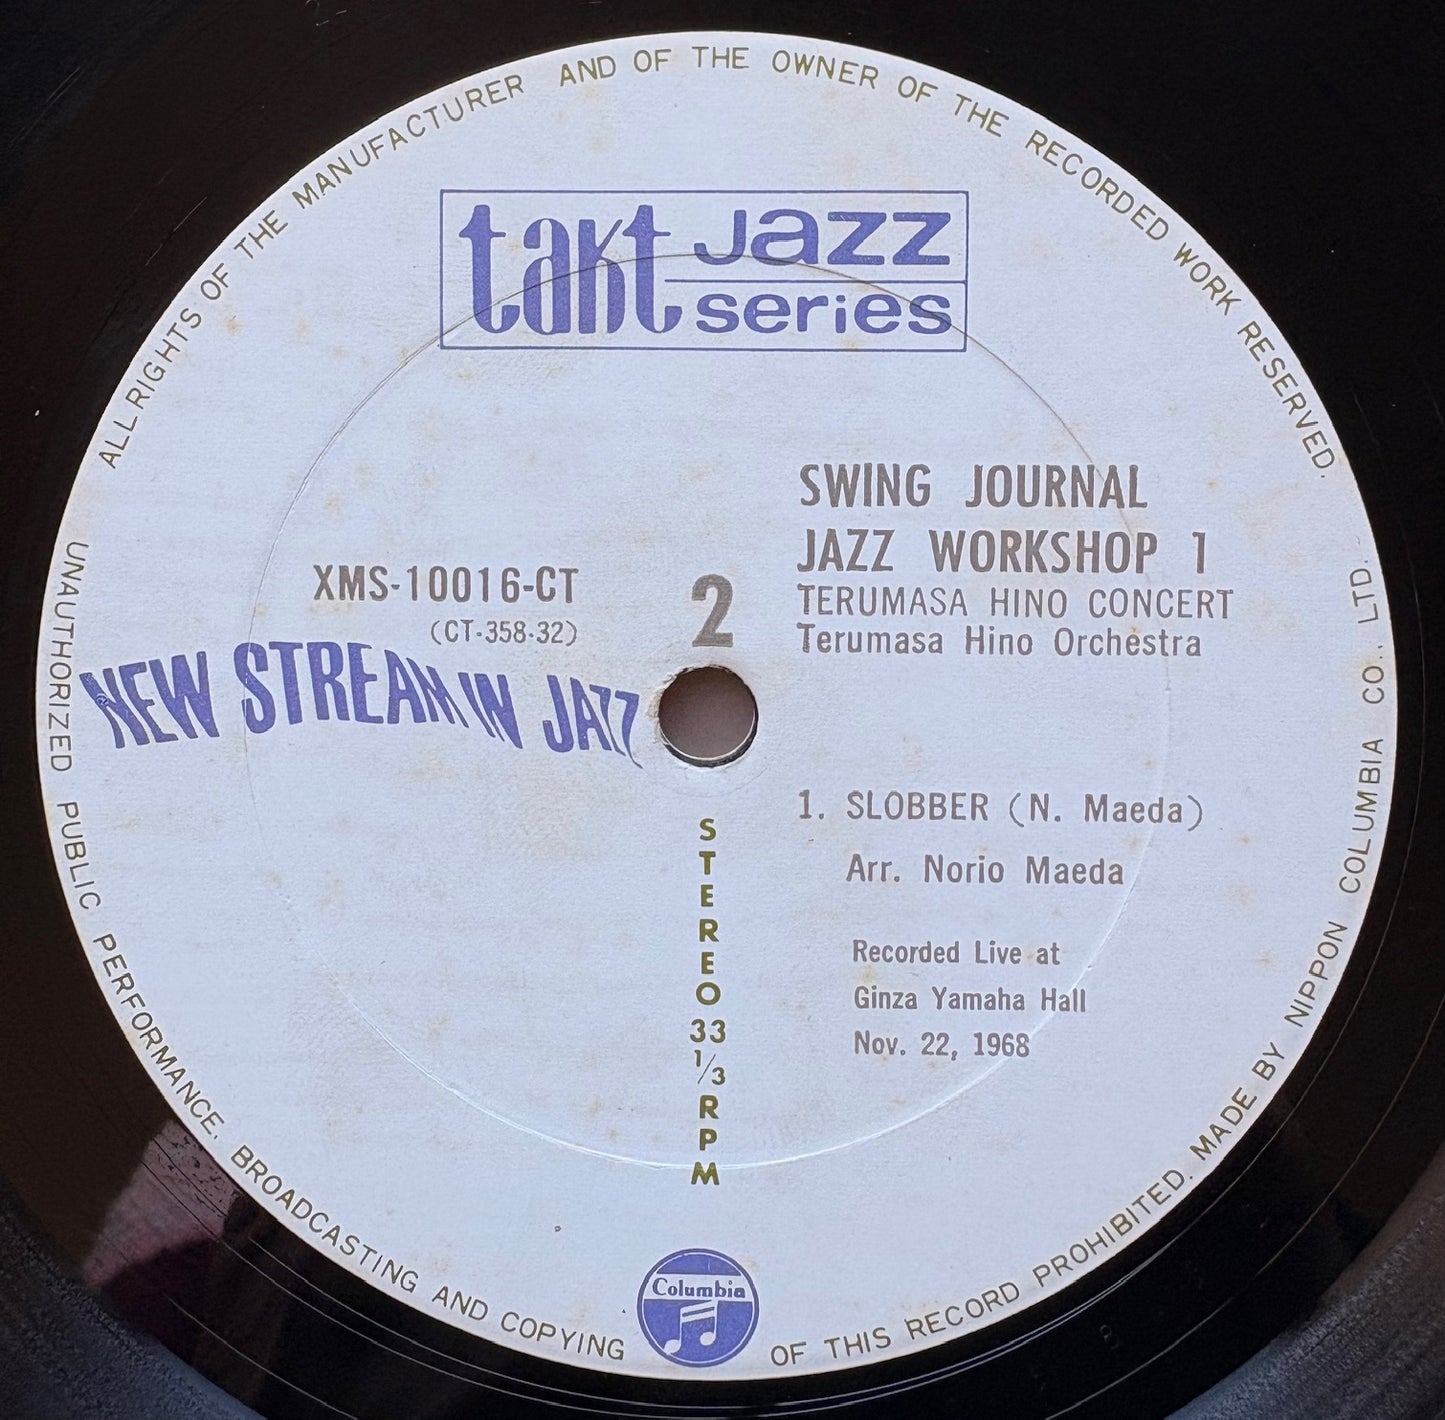 ALL RIGHTS OF THE MANUFACTURER AND OF THE OWNER OF THE RECORDED WORK RESERVED.
takt jazz
series
SWING JOURNAL
JAZZ WORKSHOP 1
TERUMASA HINO CONCERT
Terumasa Hino Orchestra
XMS-10016-CT
(CT-358-32)
2
NEW STREAM IN JAZZ
1. SLOBBER (N. Maeda)
Arr. Norio Maeda
Recorded Live at
Ginza Yamaha Hall
Nov. 22, 1968
STEREO
33
1/3
RPM
Columbia
UNAUTHORIZED PUBLIC PERFORMANCE, BROADCASTING AND COPYING OF THIS RECORD PROHIBITED. MADE BY NIPPON COLUMBIA CO., LTD.